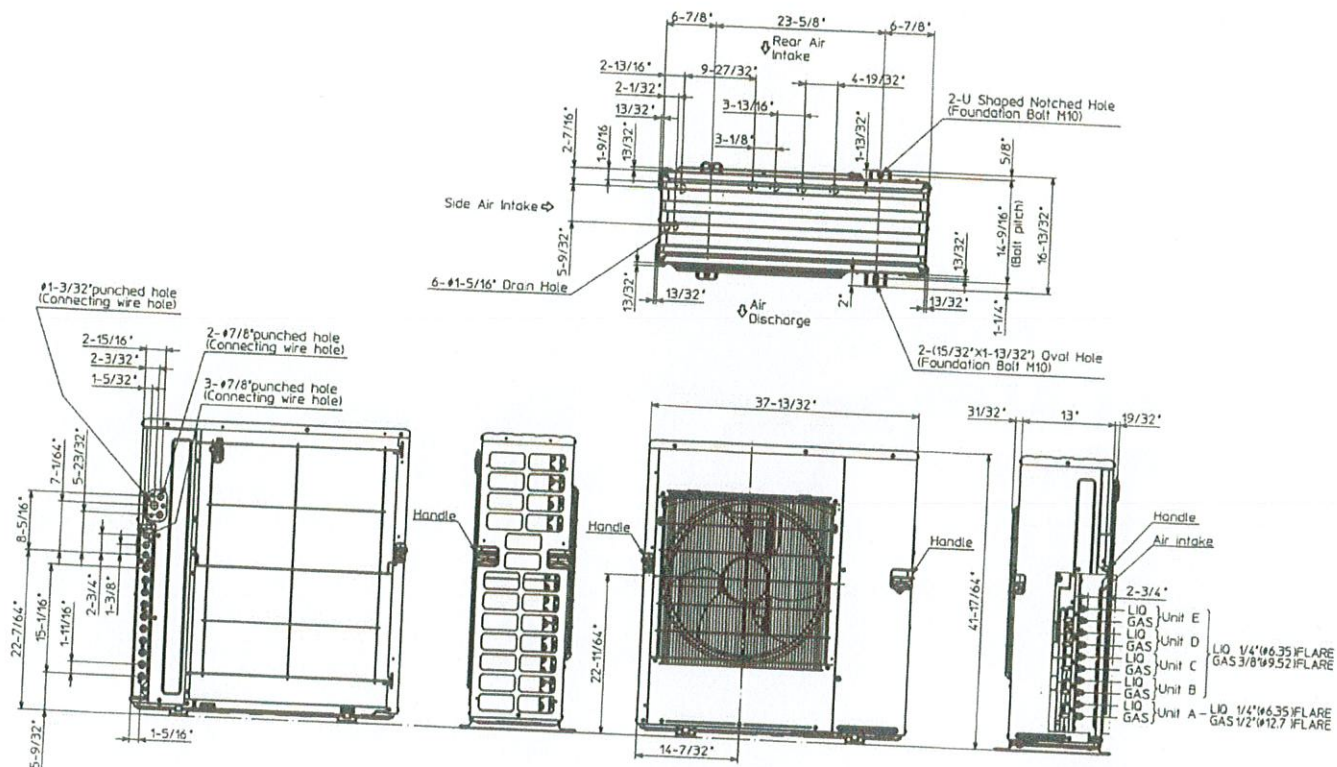 6-7/8"
23-5/8"
6-7/8"
Rear Air
Intake
2-13/16"
9-27/32"
4-19/32"
2-1/32"
3-13/16"
13/32"
3-1/8"
2-U Shaped Notched Hole
(Foundation Bolt M10)
2-7/16"
1-9/16
13/32"
1-13/32"
5/8"
Side Air Intake
5-9/32"
14-9/16"
(Bolt pitch)
16-13/32"
13/32"
6-ø1-5/16" Drain Hole
13/32"
13/32"
2"
13/32"
1-1/4"
Air
Discharge
2-(15/32"X1-13/32") Oval Hole
(Foundation Bolt M10)
ø1-3/32"punched hole
(Connecting wire hole)
2-15/16"
2-ø7/8"punched hole
(Connecting wire hole)
2-3/32"
1-5/32"
3-ø7/8"punched hole
(Connecting wire hole)
37-13/32"
31/32"
13"
19/32"
7-1/64"
5-23/32"
8-5/16"
2-3/4"
1-3/8"
15-1/16"
1-11/16"
22-7/64"
5-9/32"
1-5/16"
Handle
Handle
Handle
22-11/64"
14-7/32"
41-17/64"
Handle
Air intake
2-3/4"
LIQ
GAS
Unit E
LIQ
GAS
Unit D
LIQ
GAS
Unit C
LIQ
GAS
Unit B
LIQ 1/4"(ø6.35)FLARE
GAS 3/8"(ø9.52)FLARE
LIQ
GAS
Unit A
LIQ 1/4"(ø6.35)FLARE
GAS 1/2"(ø12.7)FLARE